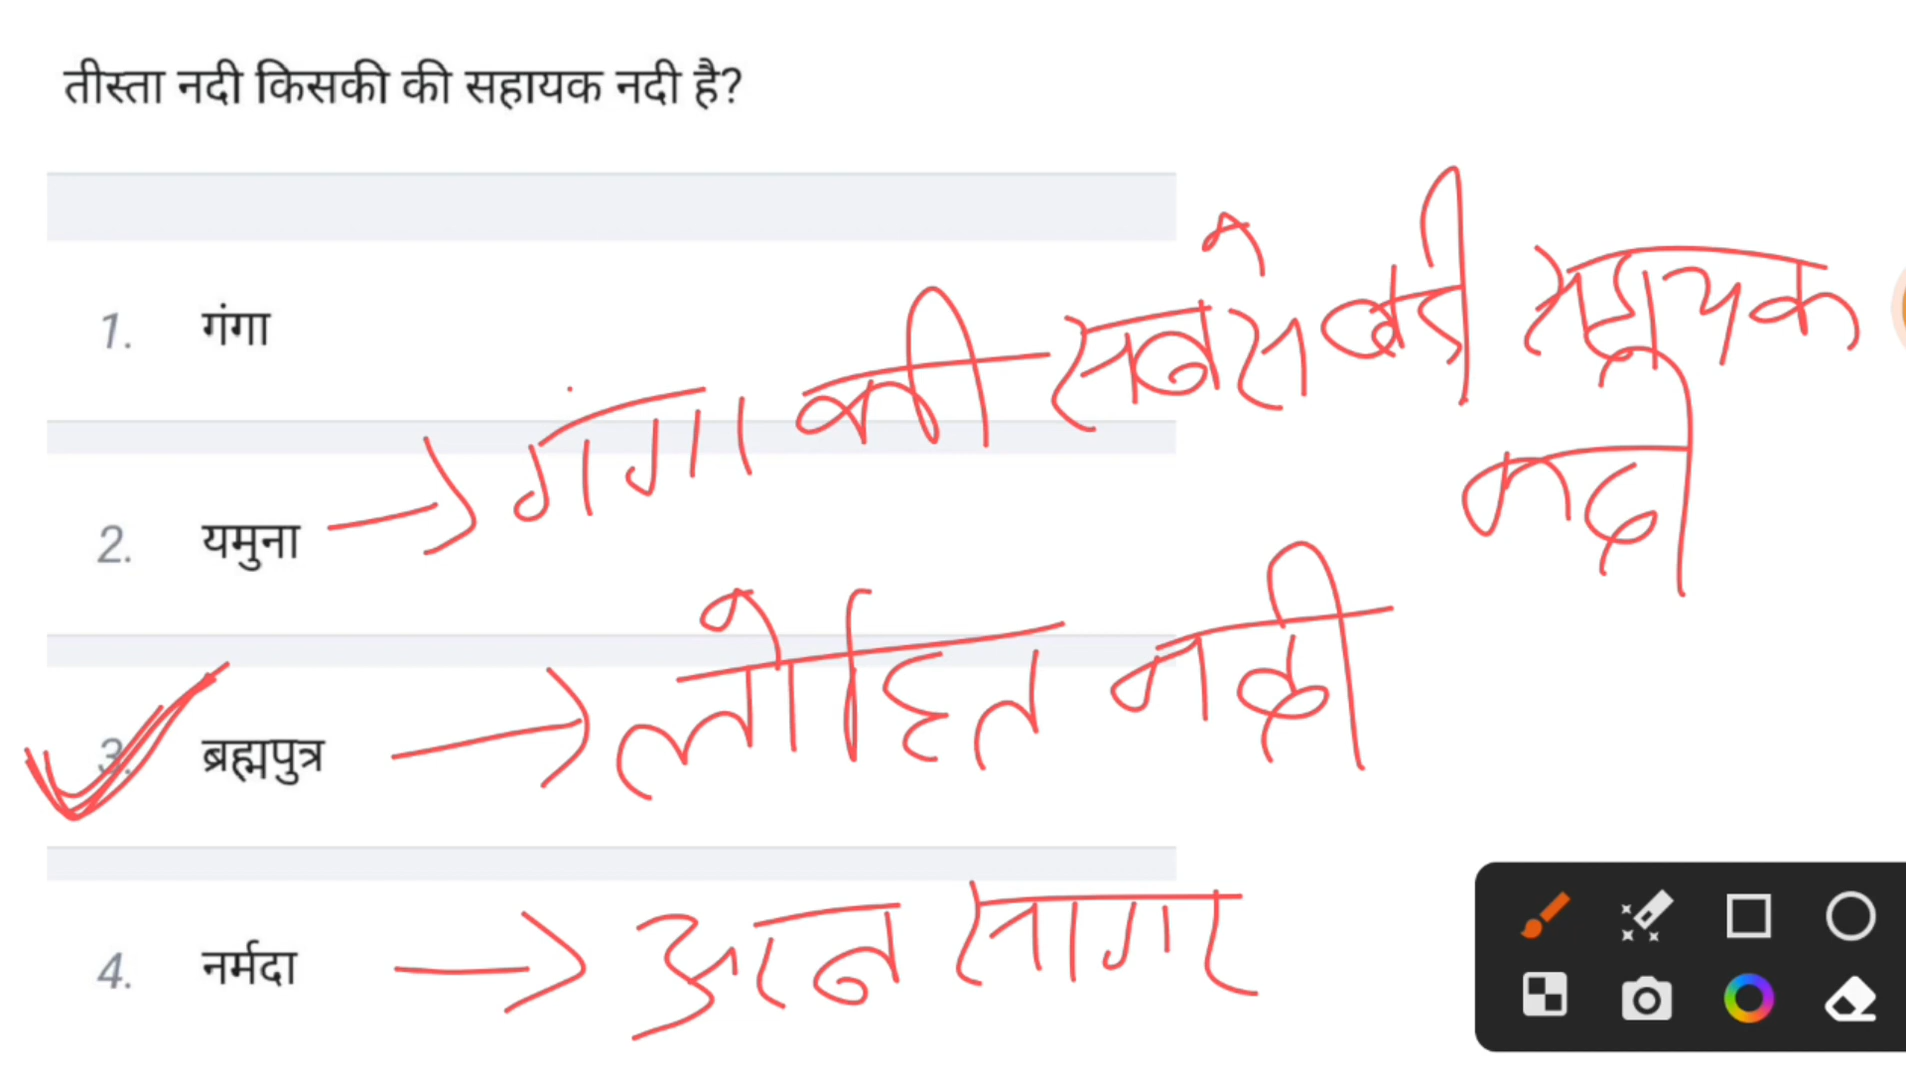 तीस्ता नदी किसकी की सहायक नदी है?
1. गंगा
गंगा की सबसे बडी सहायक
नदी
2. यमुना
3. ब्रह्मपुत्र
लोहित नदी
4. नर्मदा
अरब सागर